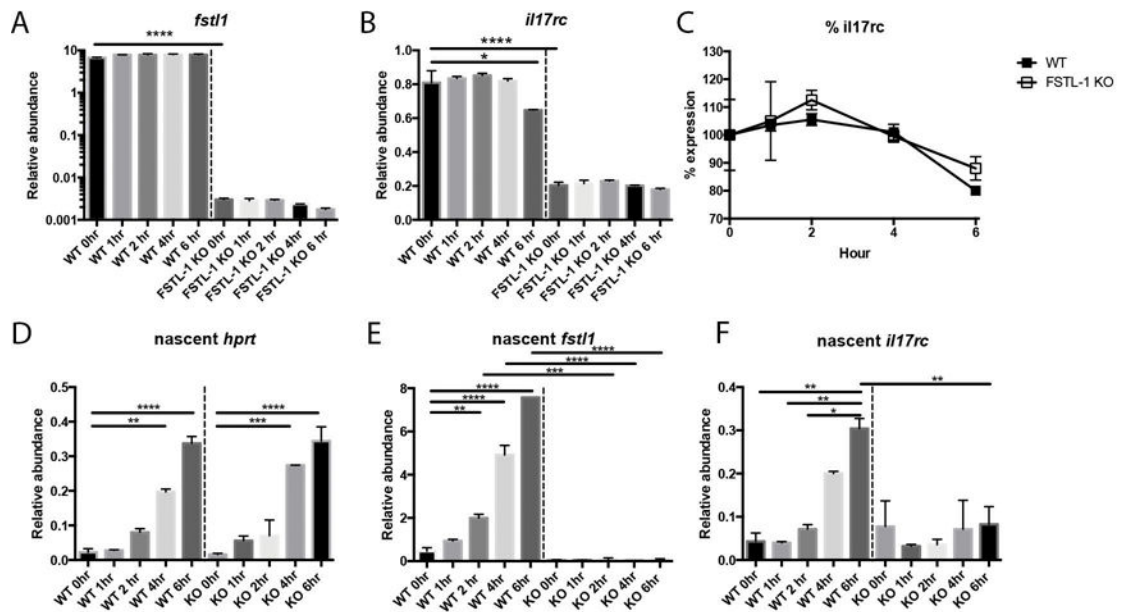 A
fstl1
****
Relative abundance
10
1
0.1
0.01
0.001
WT 0hr
WT 1hr
WT 2 hr
WT 4hr
WT 6 hr
FSTL-1 KO 0hr
FSTL-1 KO 1hr
FSTL-1 KO 2 hr
FSTL-1 KO 4hr
FSTL-1 KO 6 hr
B
il17rc
****
*
Relative abundance
1.0
0.8
0.6
0.4
0.2
0.0
WT 0hr
WT 1hr
WT 2 hr
WT 4hr
WT 6 hr
FSTL-1 KO 0hr
FSTL-1 KO 1hr
FSTL-1 KO 2 hr
FSTL-1 KO 4hr
FSTL-1 KO 6 hr
C
% il17rc
% expression
130
120
110
100
90
80
70
0
2
4
6
Hour
WT
FSTL-1 KO
D
nascent hprt
****
**
****
***
Relative abundance
0.5
0.4
0.3
0.2
0.1
0.0
WT 0hr
WT 1hr
WT 2 hr
WT 4hr
WT 6hr
KO 0hr
KO 1hr
KO 2hr
KO 4hr
KO 6hr
E
nascent fstl1
****
****
***
****
****
**
Relative abundance
8
6
4
2
0
WT 0hr
WT 1hr
WT 2 hr
WT 4hr
WT 6hr
KO 0hr
KO 1hr
KO 2hr
KO 4hr
KO 6hr
F
nascent il17rc
**
**
*
**
Relative abundance
0.4
0.3
0.2
0.1
0.0
WT 0hr
WT 1hr
WT 2 hr
WT 4hr
WT 6hr
KO 0hr
KO 1hr
KO 2hr
KO 4hr
KO 6hr